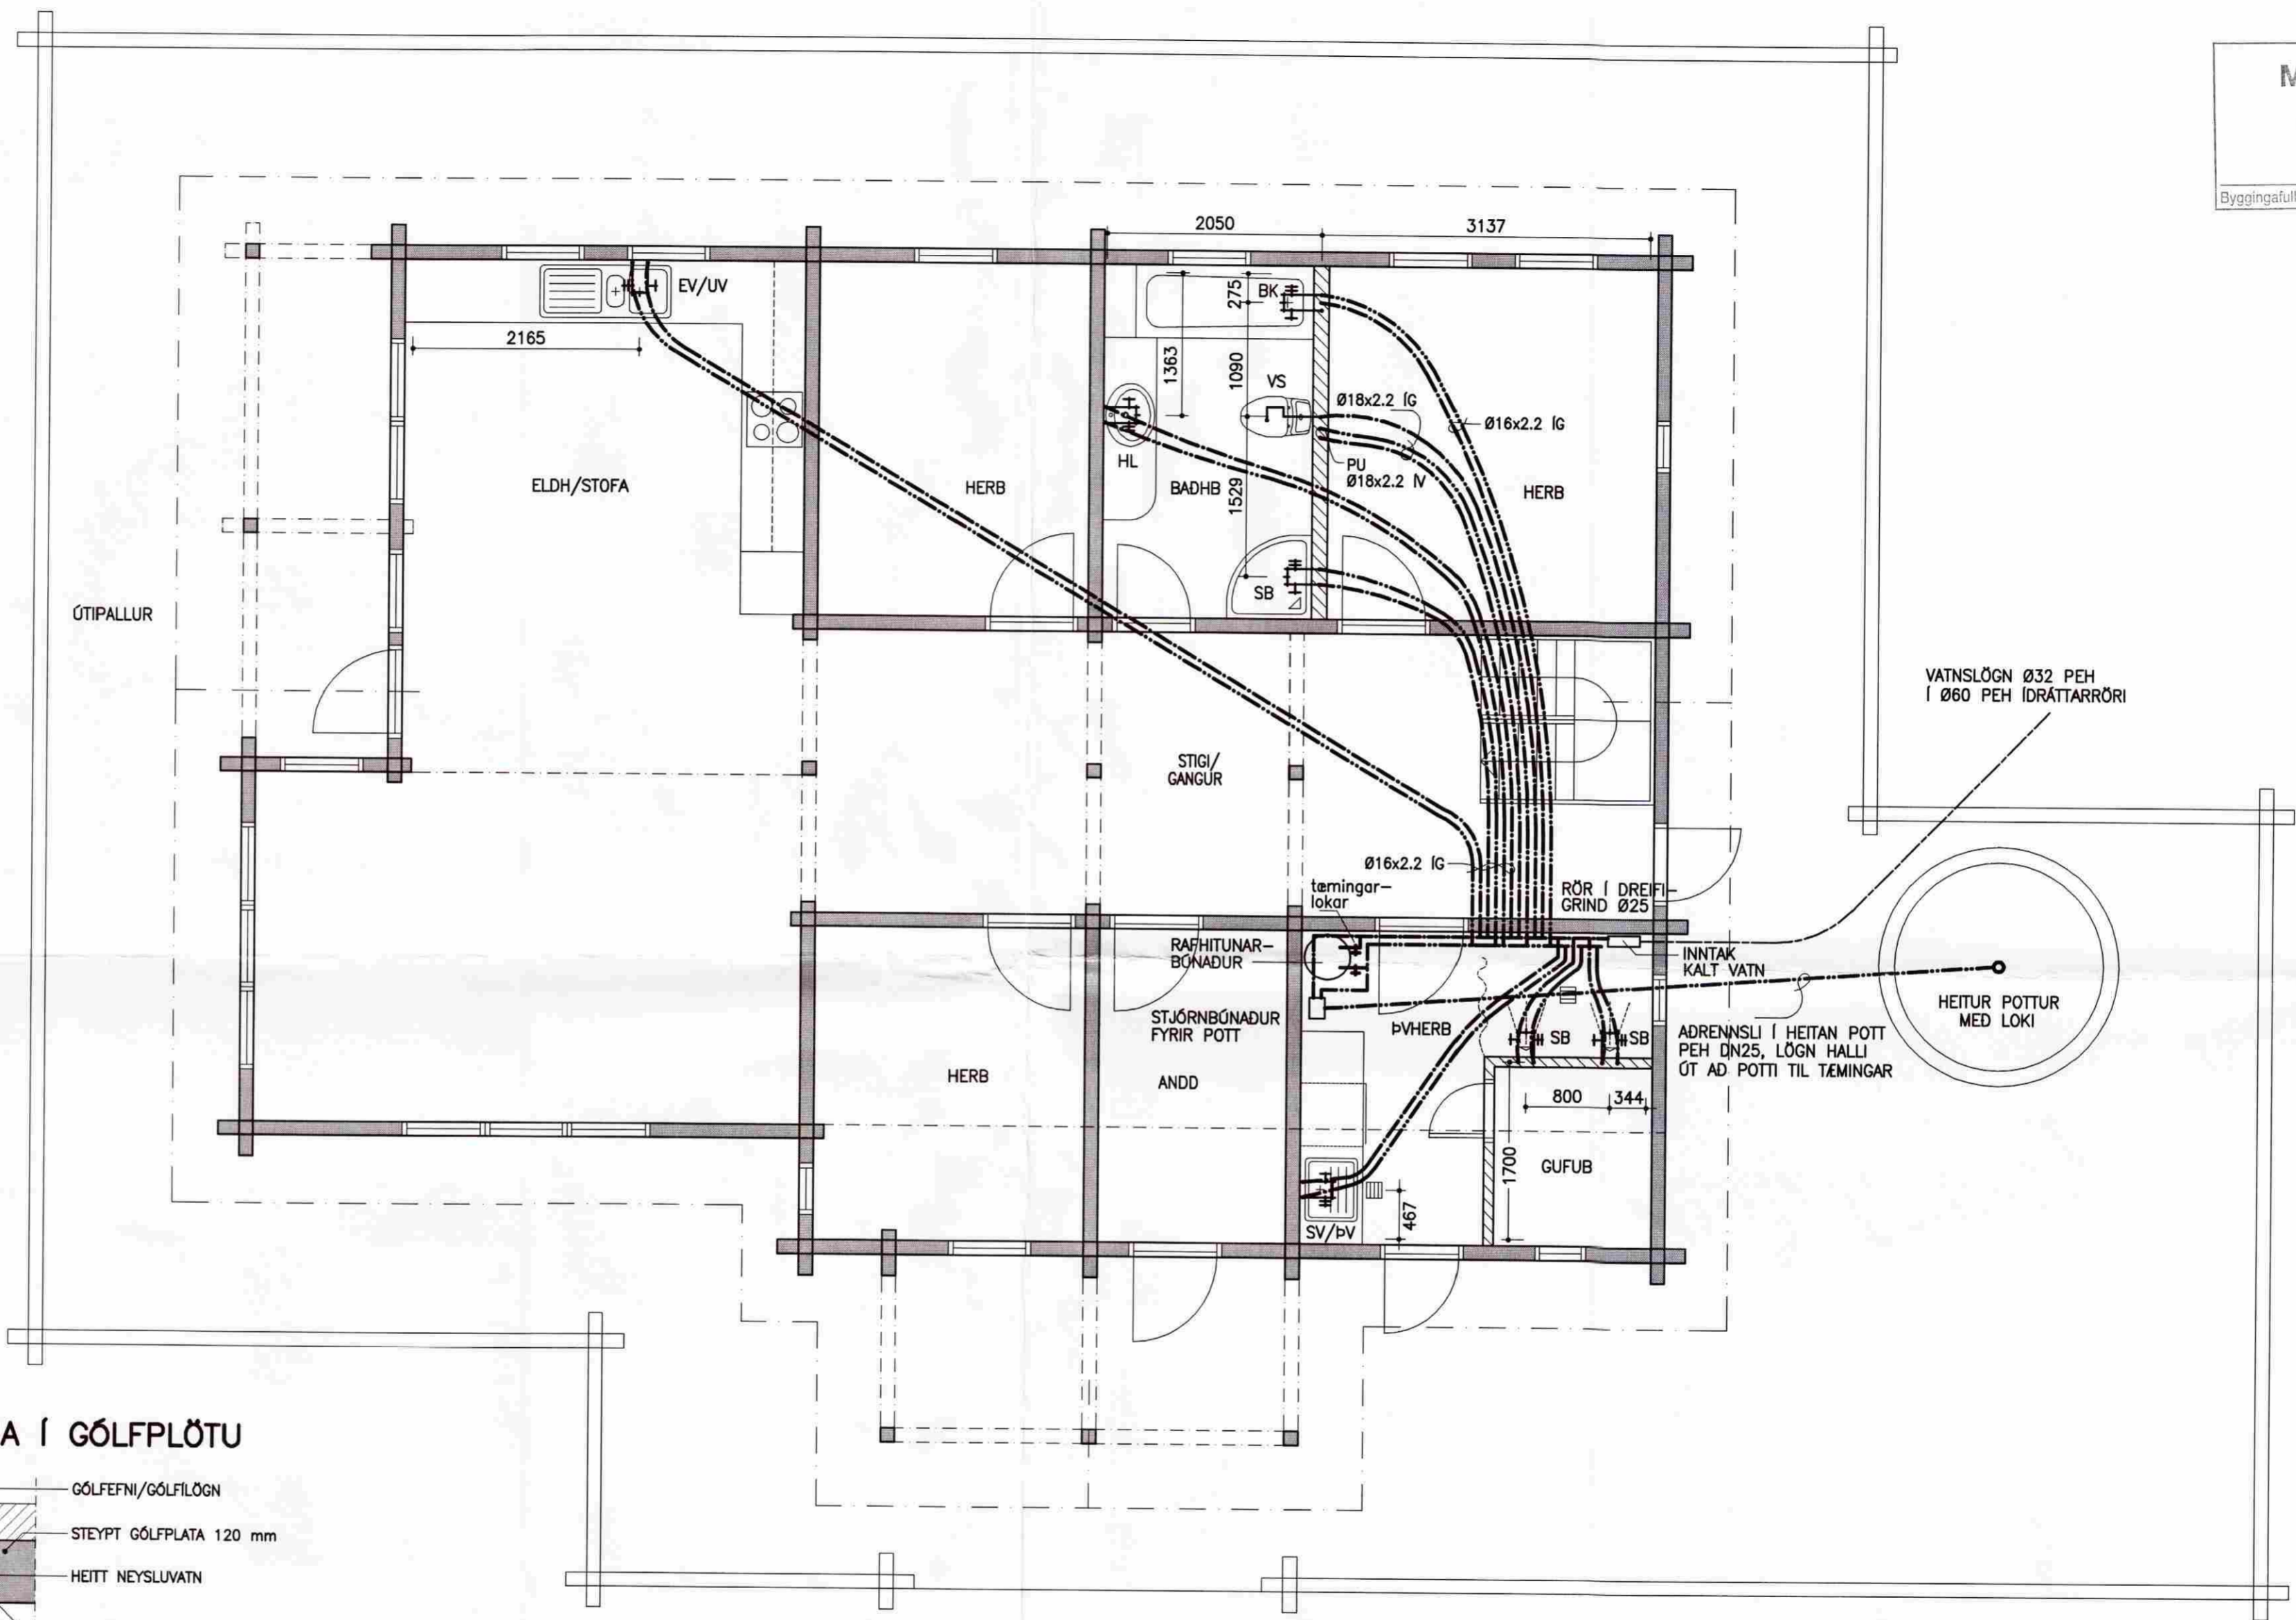 M
Byggingafull
2050
3137
EV/UV
2165
275
BK
1363
1090
VS
Ø18x2.2 ÍG
Ø16x2.2 ÍG
HL
PU
Ø18x2.2 ÍV
ELDH/STOFA
HERB
BAÐHB
1529
HERB
SB
ÚTIPALLUR
VATNSLÖGN Ø32 PEH
Í Ø60 PEH ÍDRÁTTARRÖRI
STIGI/
GANGUR
Ø16x2.2 ÍG
tæmingar-
lokar
RÖR Í DREIFI-
GRIND Ø25
RAFHITUNAR-
BÚNAÐUR
INNTAK
KALT VATN
HEITUR POTTUR
MEÐ LOKI
STJÓRNBÚNAÐUR
FYRIR POTT
ÞVHERB
SB
SB
AÐRENNSLI Í HEITAN POTT
PEH DN25, LÖGN HALLI
ÚT AÐ POTTI TIL TÆMINGAR
HERB
ANDD
800
344
1700
GUFUB
467
SV/ÞV
A Í GÓLFPLÖTU
GÓLFEFNI/GÓLFÍLÖGN
STEYPT GÓLFPLATA 120 mm
HEITT NEYSLUVATN